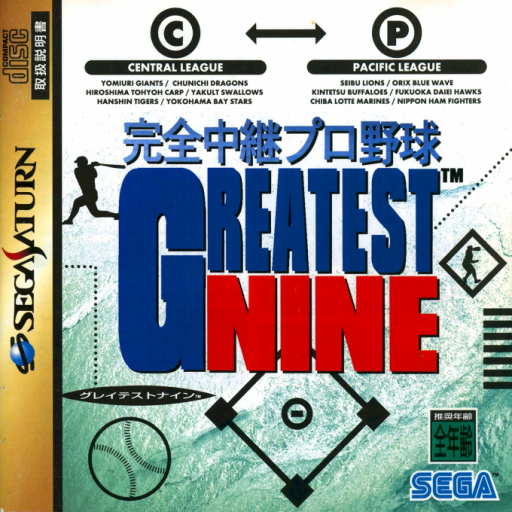 COMPACT
disc
取扱説明書
SEGA SATURN
C
P
CENTRAL LEAGUE
YOMIURI GIANTS / CHUNICHI DRAGONS
HIROSHIMA TOHYOH CARP / YAKULT SWALLOWS
HANSHIN TIGERS / YOKOHAMA BAY STARS
PACIFIC LEAGUE
SEIBU LIONS / ORIX BLUE WAVE
KINTETSU BUFFALOES / FUKUOKA DAIEI HAWKS
CHIBA LOTTE MARINES / NIPPON HAM FIGHTERS
完全中継プロ野球
GREATEST™
NINE
グレイテストナイン™
推奨年齢
全年齢
SEGA™